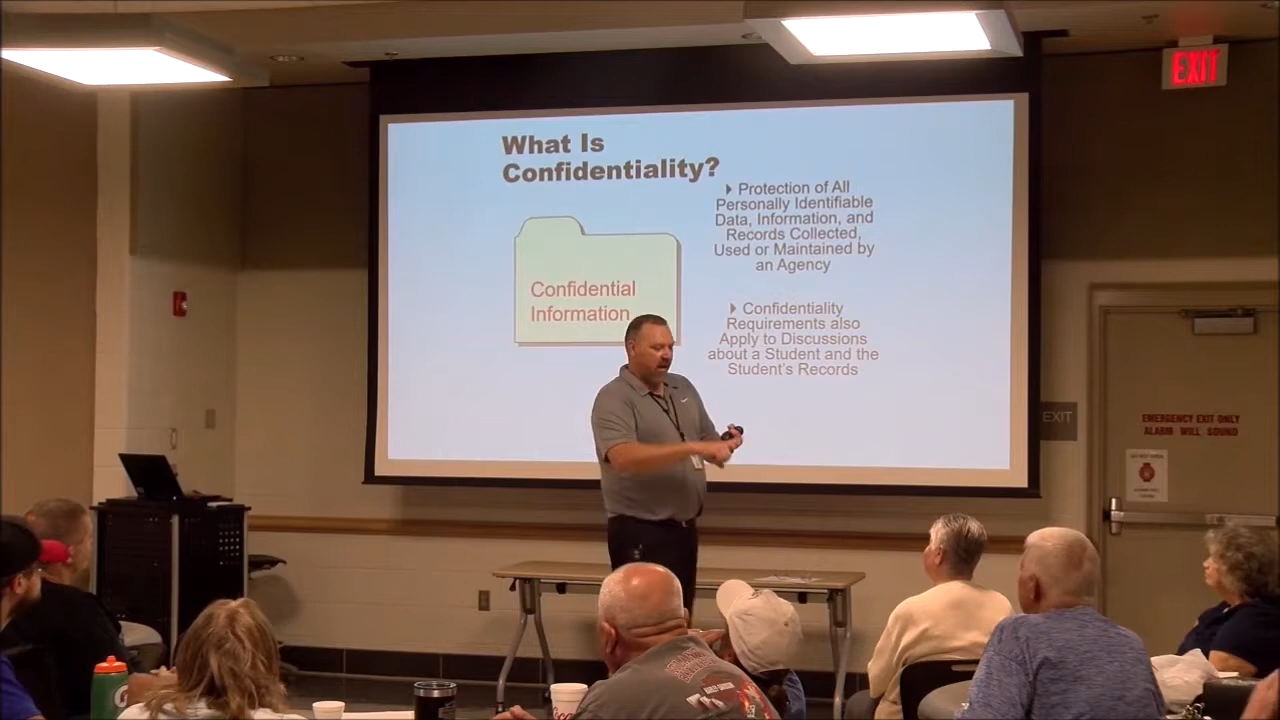 EXIT
What Is
Confidentiality?
Protection of All
Personally Identifiable
Data, Information, and
Records Collected,
Used or Maintained by
an Agency
Confidential
Information
Confidentiality
Requirements also
Apply to Discussions
about a Student and the
Student's Records
EXIT
EMERGENCY EXIT ONLY
ALARM WILL SOUND
G